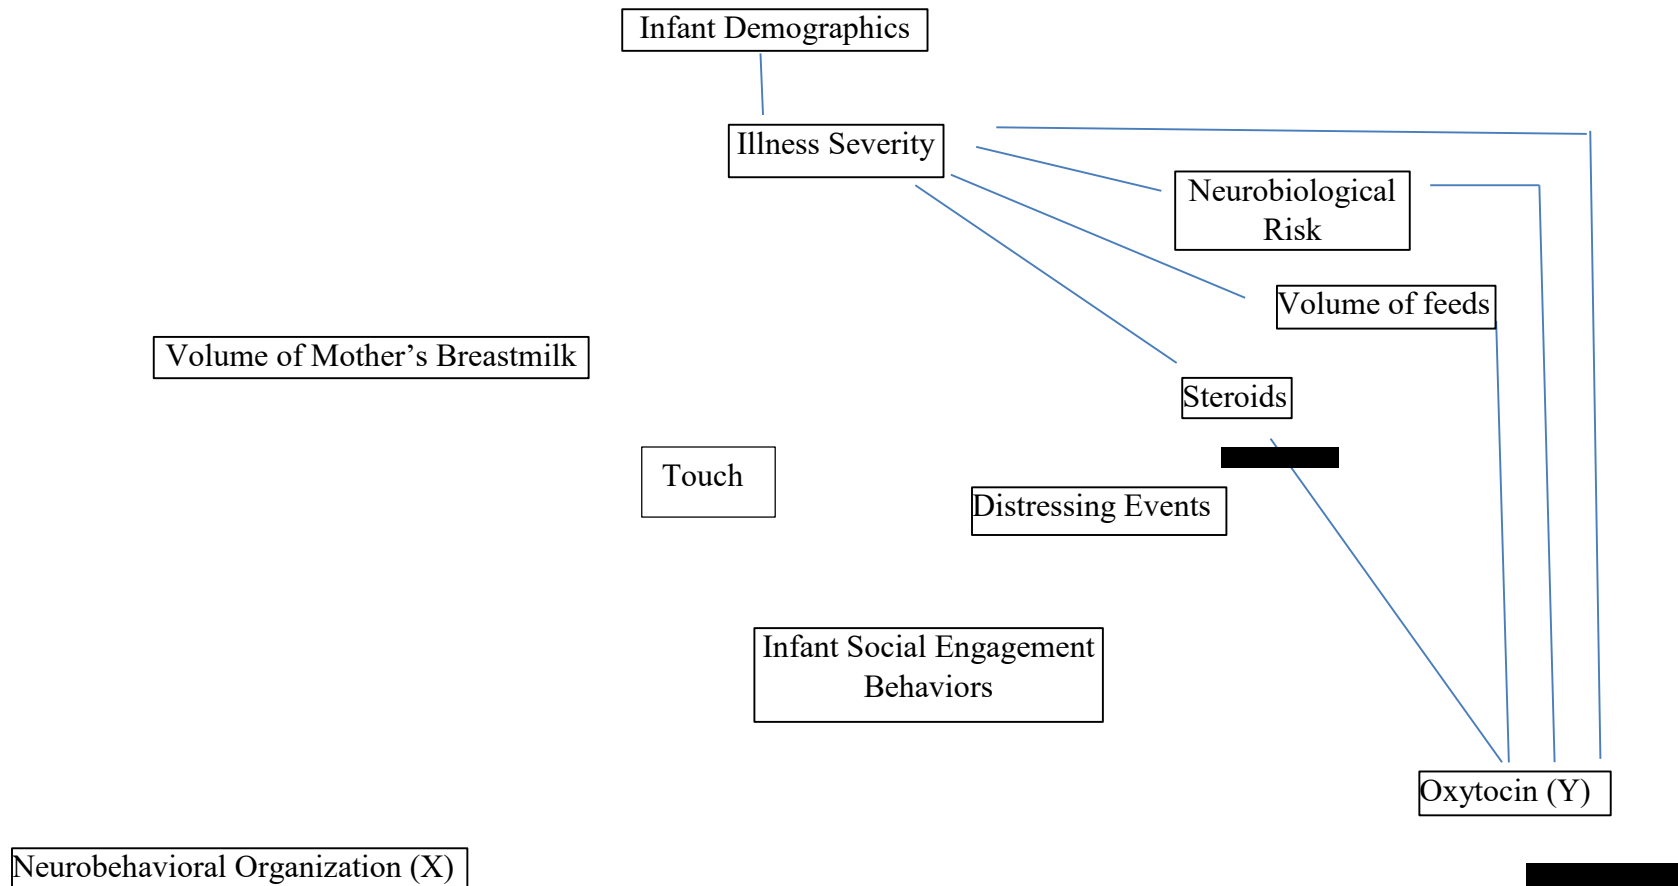 Infant Demographics
Illness Severity
Neurobiological
Risk
Volume of feeds
Volume of Mother's Breastmilk
Steroids
Touch
Distressing Events
Infant Social Engagement
Behaviors
Oxytocin (Y)
Neurobehavioral Organization (X)